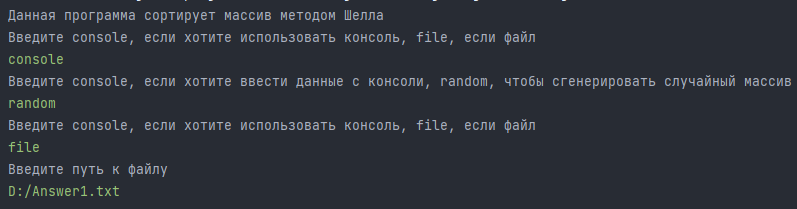 Данная программа сортирует массив методом Шелла
Введите console, если хотите использовать консоль, file, если файл
console
Введите console, если хотите ввести данные с консоли, random, чтобы сгенерировать случайный массив
random
Введите console, если хотите использовать консоль, file, если файл
file
Введите путь к файлу
D:/Answer1.txt